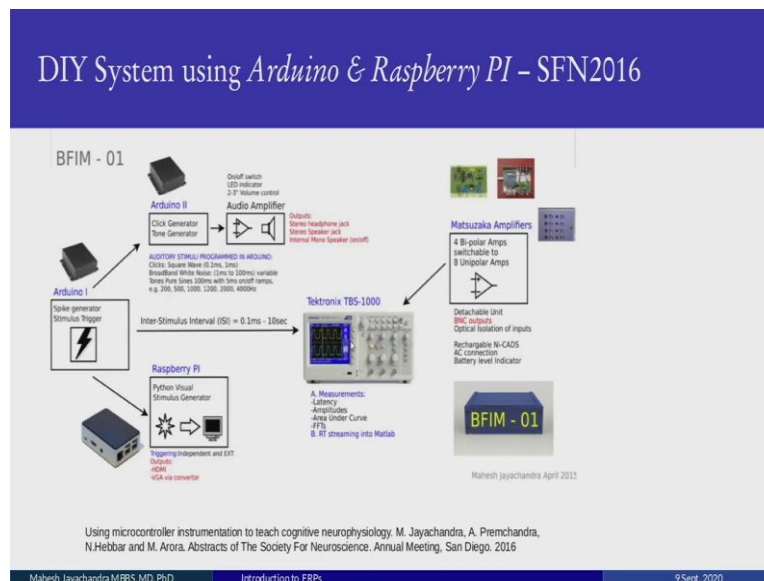 DIY System using Arduino & Raspberry PI – SFN2016
BFIM - 01
On/off switch
LED indicator
2-3" Volume control
Arduino II
Audio Amplifier
Click Generator
Tone Generator
Outputs:
Stereo headphone jack
Stereo Speaker jack
Internal Mono Speaker (on/off)
AUDITORY STIMULI PROGRAMMED IN ARDUINO:
Clicks: Square Wave (0.1ms, 1ms)
BroadBand White Noise: (1ms to 100ms) variable
Tones Pure Sines 100ms with 5ms on/off ramps,
e.g. 200, 500, 1000, 1200, 2000, 4000Hz
Matsuzaka Amplifiers
4 Bi-polar Amps
switchable to
8 Unipolar Amps
Detachable Unit
BNC outputs
Optical Isolation of inputs
Rechargable Ni-CADS
AC connection
Battery level Indicator
Arduino I
Spike generator
Stimulus Trigger
Inter-Stimulus Interval (ISI) = 0.1ms - 10sec
Tektronix TBS-1000
A. Measurements:
-Latency
-Amplitudes
-Area Under Curve
-FFTs
B. RT streaming into Matlab
Raspberry PI
Python Visual
Stimulus Generator
Triggering:Independent and EXT
Outputs:
-HDMI
-VGA via convertor
BFIM - 01
Mahesh Jayachandra April 2015
Using microcontroller instrumentation to teach cognitive neurophysiology. M. Jayachandra, A. Premchandra,
N.Hebbar and M. Arora. Abstracts of The Society For Neuroscience. Annual Meeting, San Diego. 2016
Mahesh Jayachandra MBBS, MD, PhD
Introduction to ERPs
9 Sept, 2020